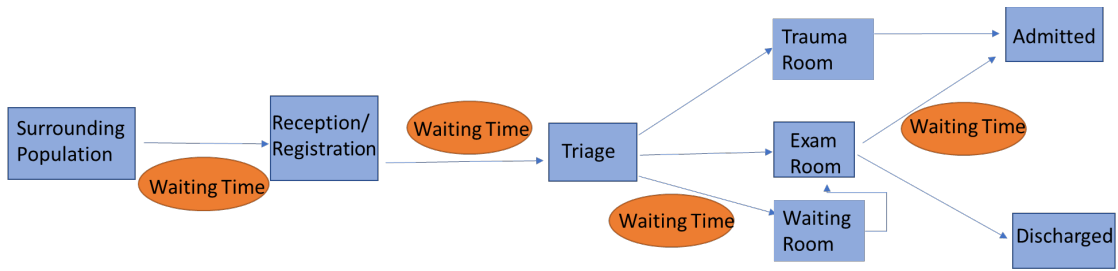 Surrounding
Population
Waiting Time
Reception/
Registration
Waiting Time
Triage
Waiting Time
Trauma
Room
Exam
Room
Waiting
Room
Waiting Time
Admitted
Discharged